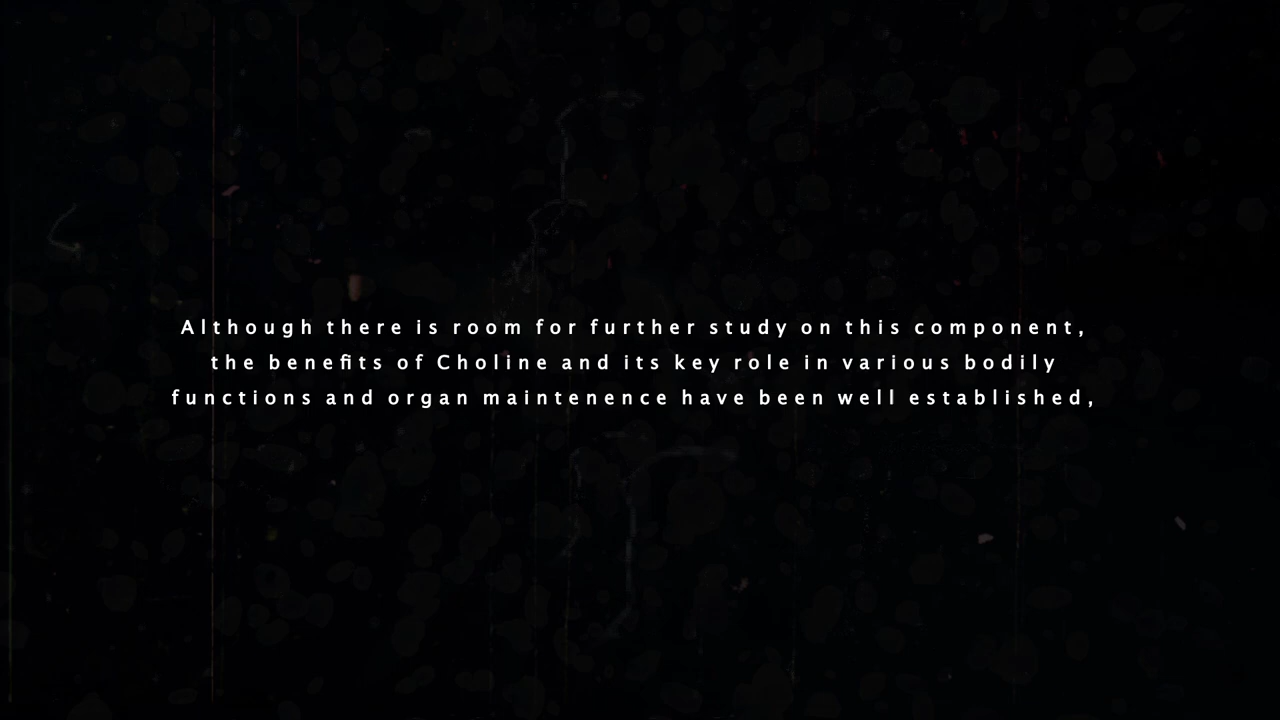 Although there is room for further study on this component,
the benefits of Choline and its key role in various bodily
functions and organ maintenence have been well established,